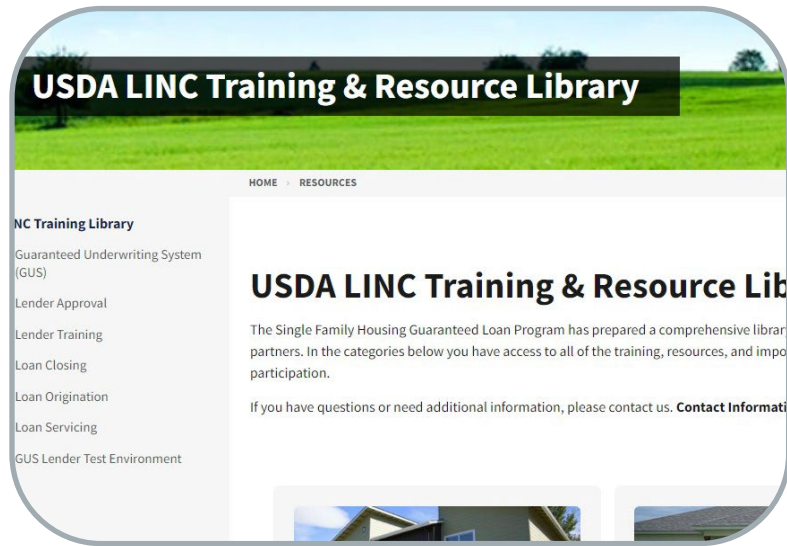 USDA LINC Training & Resource Library
HOME › RESOURCES
NC Training Library
Guaranteed Underwriting System
(GUS)
Lender Approval
Lender Training
Loan Closing
Loan Origination
Loan Servicing
GUS Lender Test Environment
USDA LINC Training & Resource Lib
The Single Family Housing Guaranteed Loan Program has prepared a comprehensive librar
partners. In the categories below you have access to all of the training, resources, and impo
participation.
If you have questions or need additional information, please contact us. Contact Informati